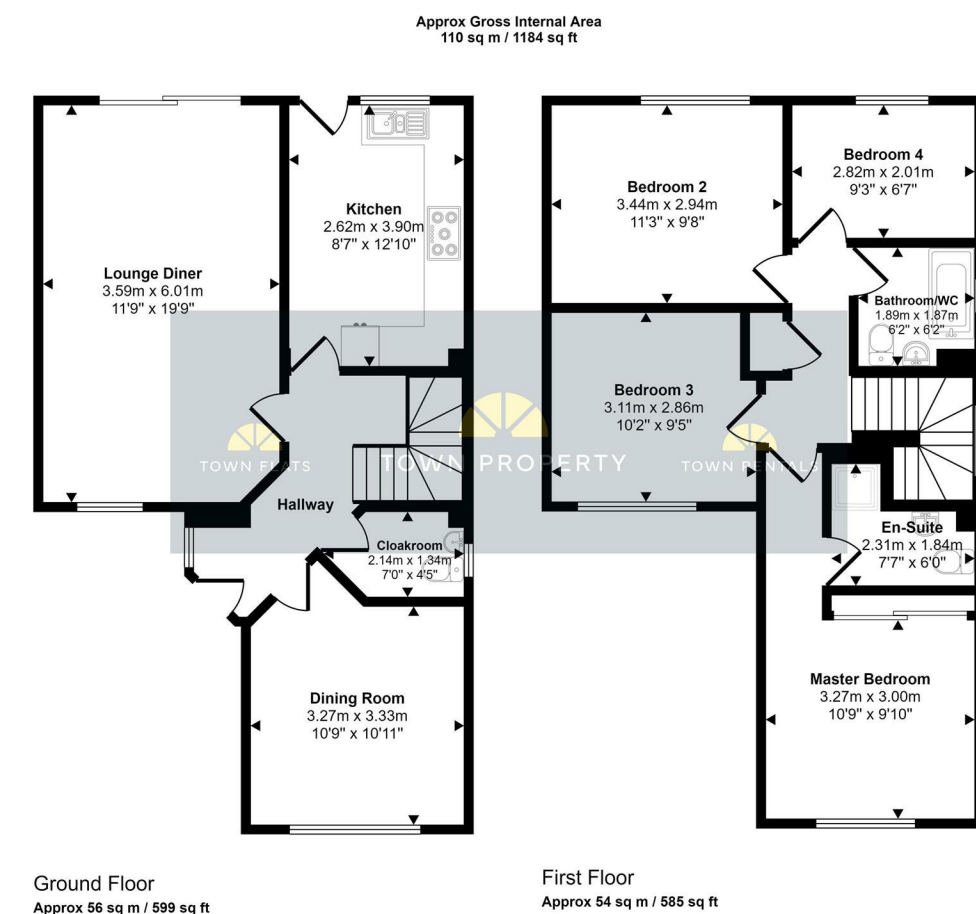 Approx Gross Internal Area
110 sq m / 1184 sq ft
Lounge Diner
3.59m x 6.01m
11'9" x 19'9"
Kitchen
2.62m x 3.90m
8'7" x 12'10"
Hallway
Cloakroom
2.14m x 1.34m
7'0" x 4'5"
Dining Room
3.27m x 3.33m
10'9" x 10'11"
Ground Floor
Approx 56 sq m / 599 sq ft
Bedroom 2
3.44m x 2.94m
11'3" x 9'8"
Bedroom 4
2.82m x 2.01m
9'3" x 6'7"
Bathroom/WC
1.89m x 1.87m
6'2" x 6'2"
Bedroom 3
3.11m x 2.86m
10'2" x 9'5"
En-Suite
2.31m x 1.84m
7'7" x 6'0"
Master Bedroom
3.27m x 3.00m
10'9" x 9'10"
First Floor
Approx 54 sq m / 585 sq ft
TOWN FLATS
TOWN PROPERTY
TOWN RENTALS